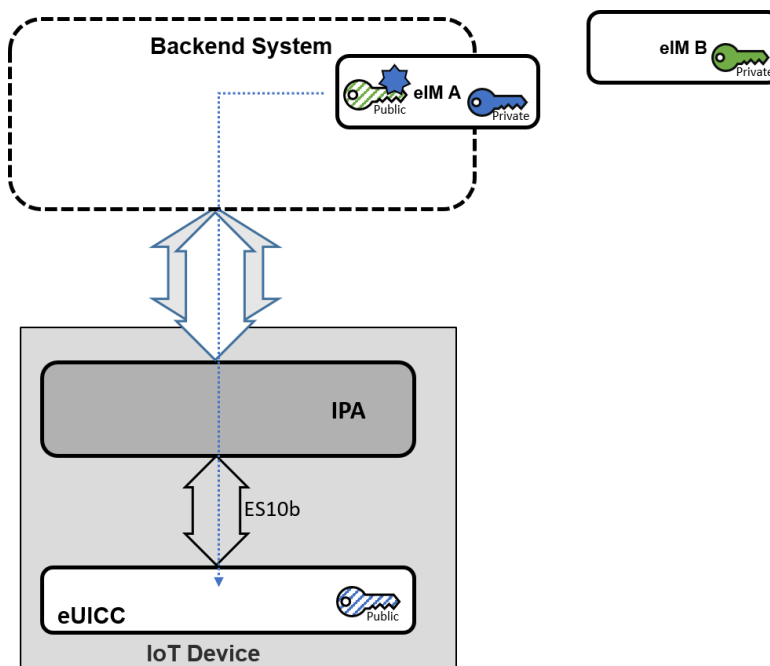 Backend System
eIM A
Public
Private
eIM B
Private
IPA
ES10b
eUICC
Public
IoT Device